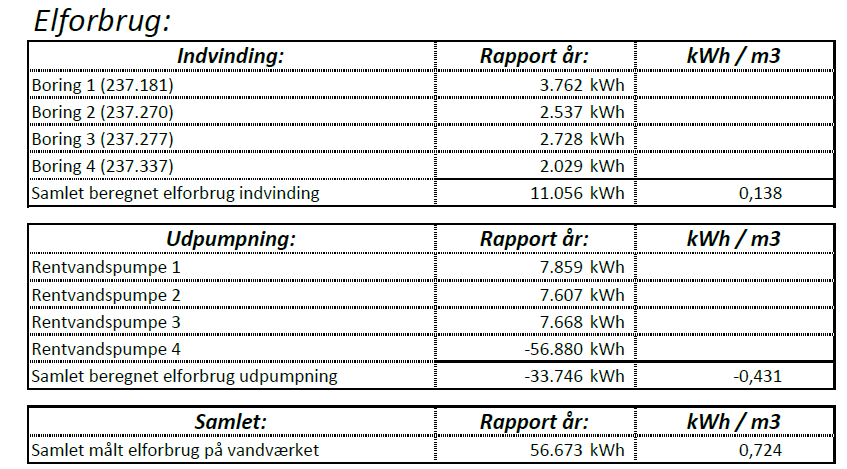 Elforbrug:
Indvinding: Rapport år: kWh / m3
Boring 1 (237.181) 3.762 kWh
Boring 2 (237.270) 2.537 kWh
Boring 3 (237.277) 2.728 kWh
Boring 4 (237.337) 2.029 kWh
Samlet beregnet elforbrug indvinding 11.056 kWh 0,138
Udpumpning: Rapport år: kWh / m3
Rentvandspumpe 1 7.859 kWh
Rentvandspumpe 2 7.607 kWh
Rentvandspumpe 3 7.668 kWh
Rentvandspumpe 4 -56.880 kWh
Samlet beregnet elforbrug udpumpning -33.746 kWh -0,431
Samlet: Rapport år: kWh / m3
Samlet målt elforbrug på vandværket 56.673 kWh 0,724